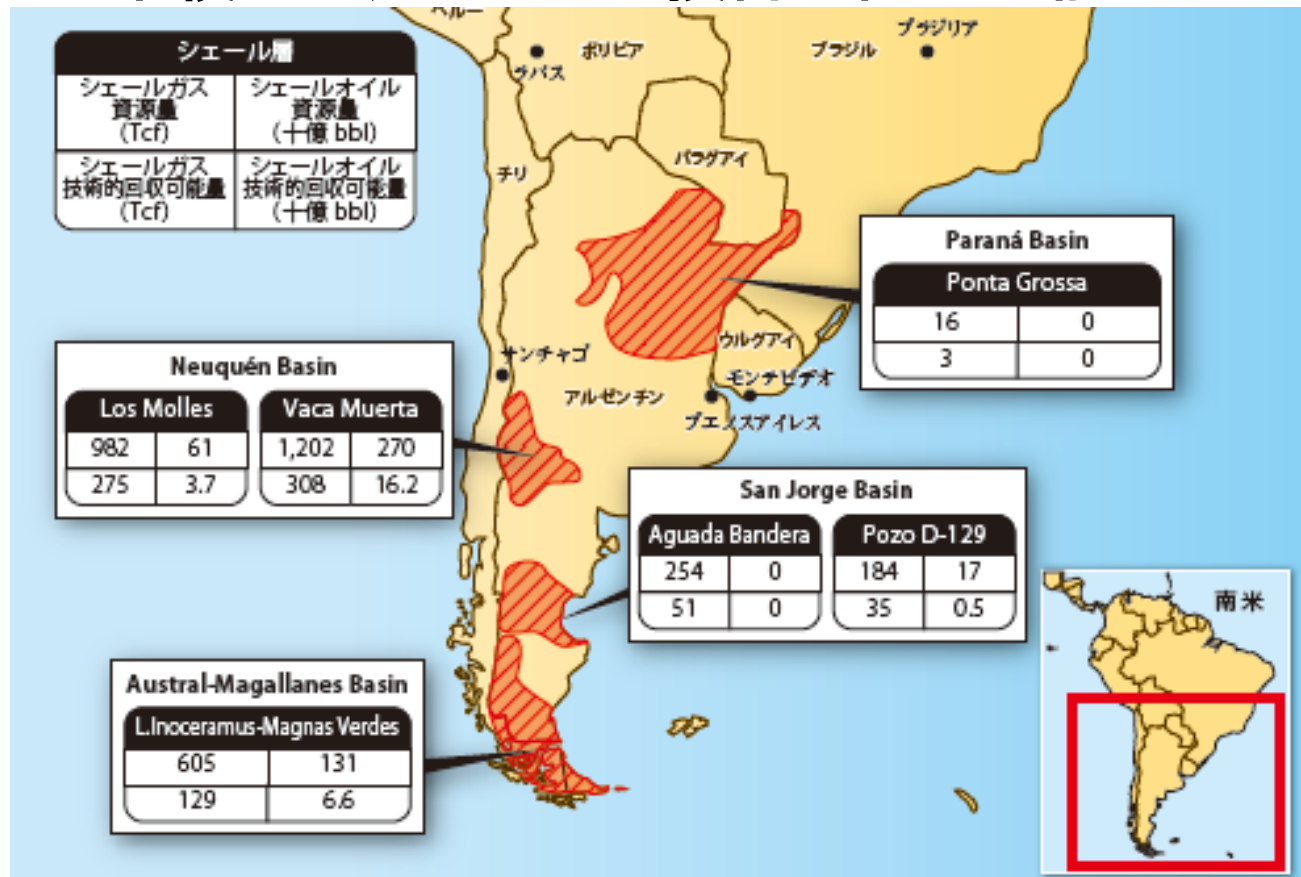 ペルー
ブラジリア
ボリビア
ブラジル
ラパス
シェール層
シェールガス
資源量
(Tcf)
シェールオイル
資源量
(十億 bbl)
シェールガス
技術的回収可能量
(Tcf)
シェールオイル
技術的回収可能量
(十億 bbl)
パラグアイ
チリ
Paraná Basin
Ponta Grossa
16 0
3 0
ウルグアイ
サンチャゴ
モンテビデオ
アルゼンチン
ブエノスアイレス
Neuquén Basin
Los Molles
982 61
275 3.7
Vaca Muerta
1,202 270
308 16.2
San Jorge Basin
Aguada Bandera
254 0
51 0
Pozo D-129
184 17
35 0.5
南米
Austral-Magallanes Basin
L.Inoceramus-Magnas Verdes
605 131
129 6.6